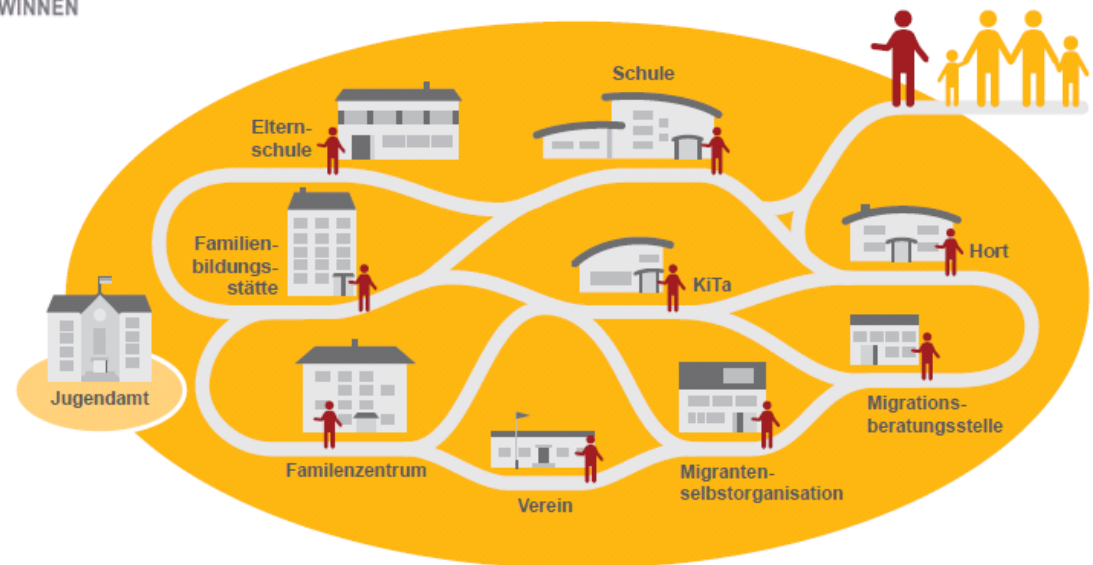 WINNEN
Schule
Eltern-
schule
Familien-
bildungs-
stätte
Hort
KiTa
Jugendamt
Migrations-
beratungsstelle
Familenzentrum
Migranten-
selbstorganisation
Verein